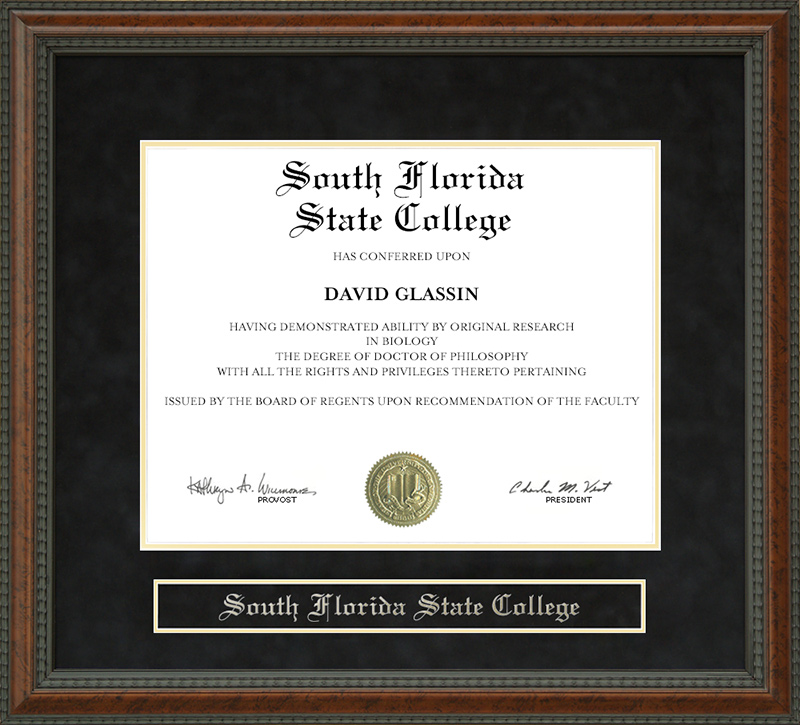 South Florida
State College
HAS CONFERRED UPON
DAVID GLASSIN
HAVING DEMONSTRATED ABILITY BY ORIGINAL RESEARCH
IN BIOLOGY
THE DEGREE OF DOCTOR OF PHILOSOPHY
WITH ALL THE RIGHTS AND PRIVILEGES THERETO PERTAINING
ISSUED BY THE BOARD OF REGENTS UPON RECOMMENDATION OF THE FACULTY
Charles M. Vest
PROVOST PRESIDENT
South Florida State College